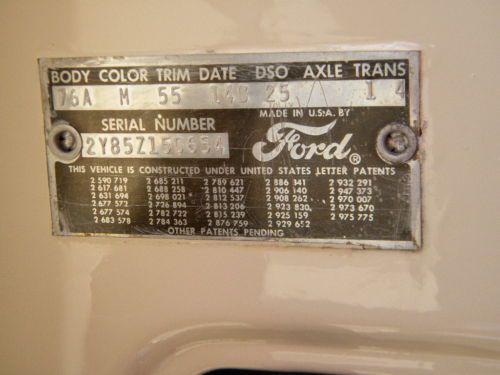 BODY COLOR TRIM DATE DSO AXLE TRANS
76A M 55 14B 25 1 4
MADE IN U.S.A. BY
SERIAL NUMBER
Ford®
2Y85Z150654
THIS VEHICLE IS CONSTRUCTED UNDER UNITED STATES LETTER PATENTS
2 590 719 2 685 211 2 789 621 2 886 341 2 932 291
2 617 681 2 688 258 2 810 447 2 906 140 2 947 373
2 631 694 2 698 021 2 812 537 2 908 262 2 970 007
2 677 572 2 726 894 2 813 206 2 923 830 2 973 670
2 677 574 2 782 722 2 815 239 2 925 159 2 975 775
2 683 578 2 784 363 2 876 759 2 929 652
OTHER PATENTS PENDING